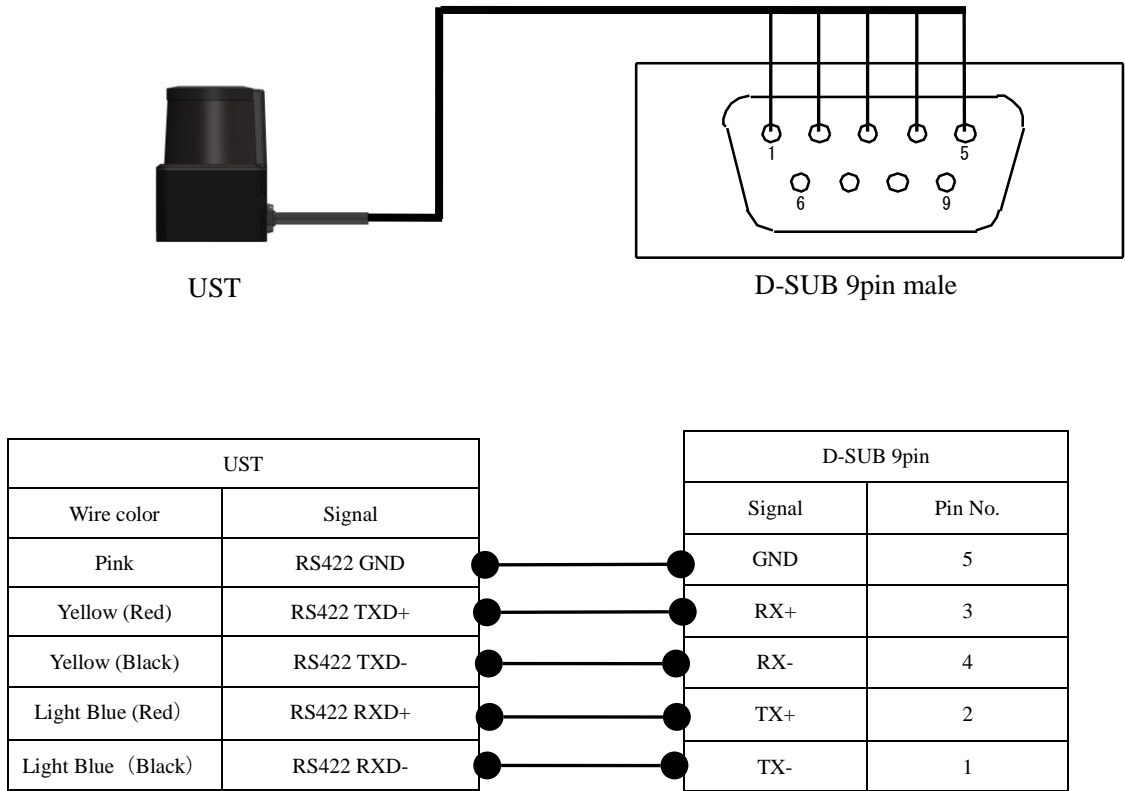 1 5
6 9
UST D-SUB 9pin male
UST D-SUB 9pin
Wire color Signal Signal Pin No.
Pink RS422 GND GND 5
Yellow (Red) RS422 TXD+ RX+ 3
Yellow (Black) RS422 TXD- RX- 4
Light Blue (Red） RS422 RXD+ TX+ 2
Light Blue（Black） RS422 RXD- TX- 1